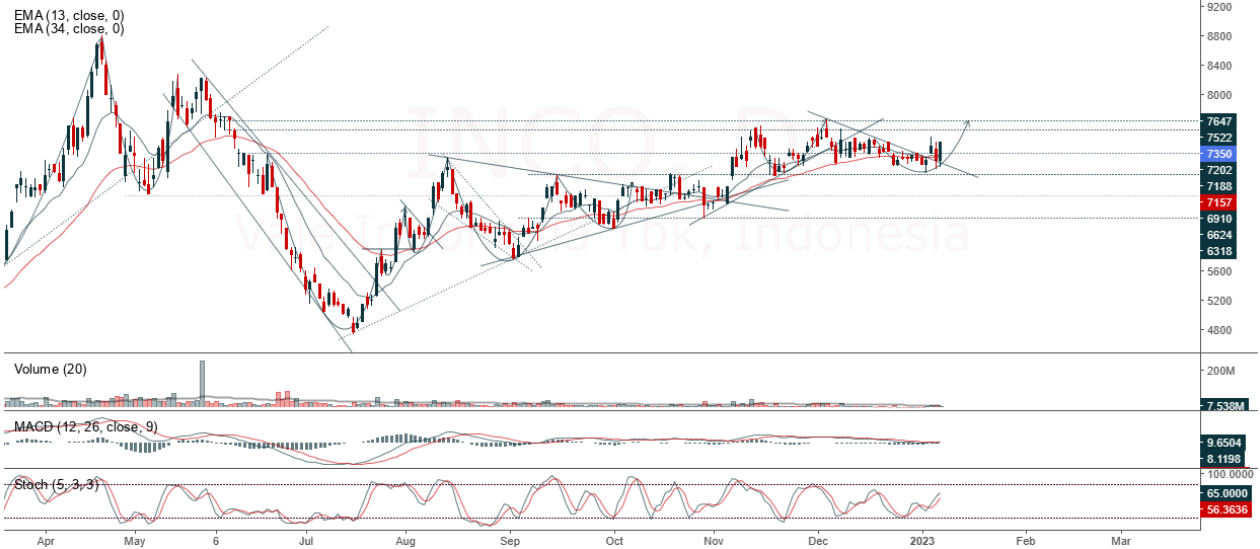 EMA (13, close, 0)
EMA (34, close, 0)
INCO, D
Vale Indonesia Tbk, Indonesia
9200
8800
8400
8000
7647
7522
7350
7202
7188
7157
6910
6624
6318
5600
5200
4800
Volume (20)
200M
7.538M
MACD (12, 26, close, 9)
9.6504
8.1198
Stoch (5, 3, 3)
100.0000
65.0000
56.3636
Apr May 6 Jul Aug Sep Oct Nov Dec 2023 Feb Mar